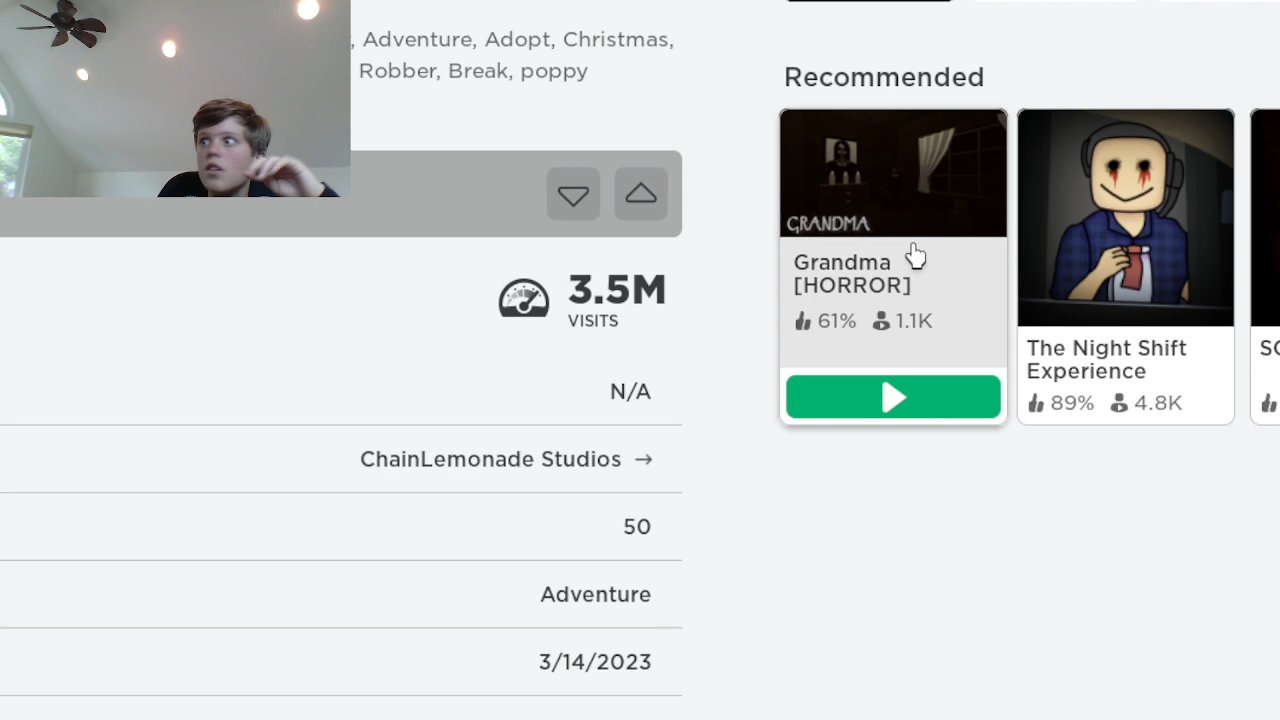 , Adventure, Adopt, Christmas,
Robber, Break, poppy
3.5M
VISITS
N/A
ChainLemonade Studios →
50
Adventure
3/14/2023
Recommended
GRANDMA
Grandma
[HORROR]
61% 1.1K
The Night Shift
Experience
89% 4.8K